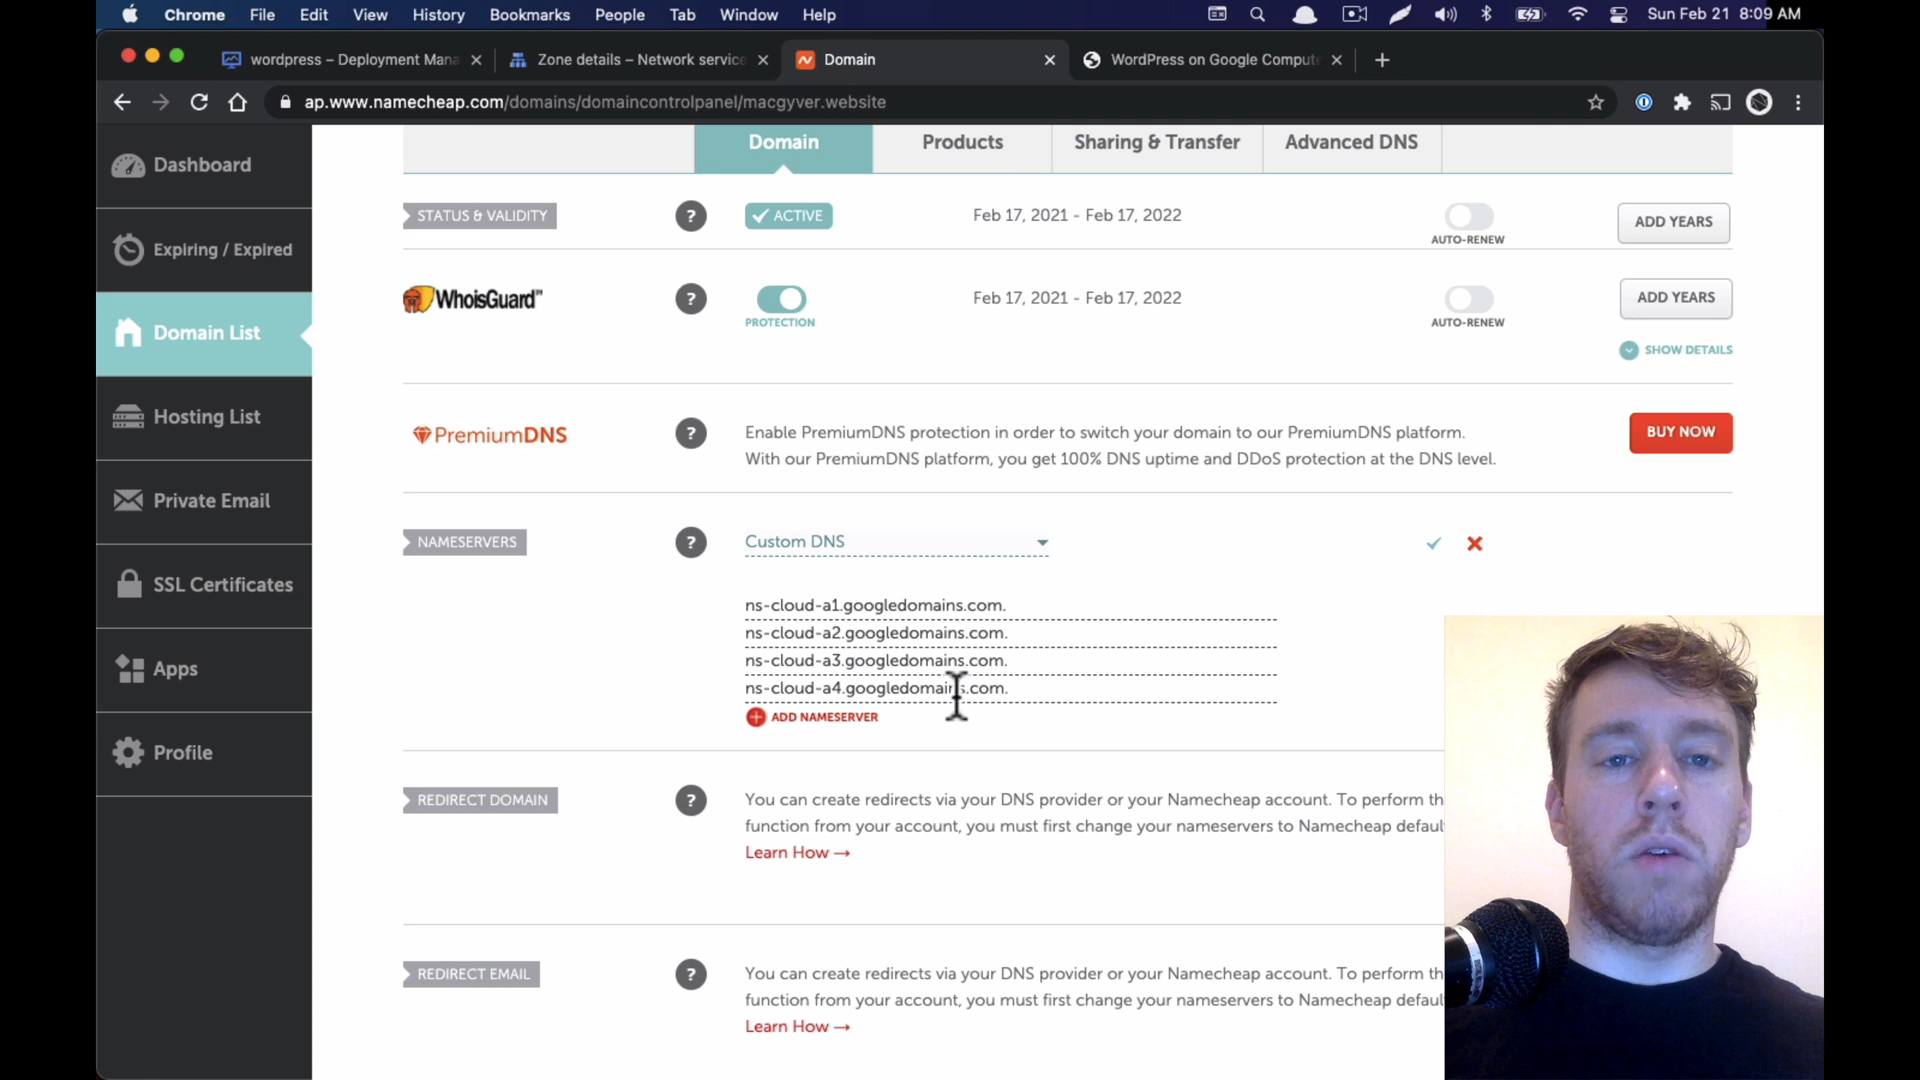 Chrome File Edit View History Bookmarks People Tab Window Help Sun Feb 21 8:09 AM
wordpress – Deployment Mana Zone details – Network service Domain WordPress on Google Compute
ap.www.namecheap.com/domains/domaincontrolpanel/macgyver.website
Dashboard
Expiring / Expired
Domain List
Hosting List
Private Email
SSL Certificates
Apps
Profile
Domain Products Sharing & Transfer Advanced DNS
STATUS & VALIDITY ? ACTIVE Feb 17, 2021 - Feb 17, 2022 AUTO-RENEW ADD YEARS
WhoisGuard™ ? PROTECTION Feb 17, 2021 - Feb 17, 2022 AUTO-RENEW ADD YEARS
SHOW DETAILS
PremiumDNS ? Enable PremiumDNS protection in order to switch your domain to our PremiumDNS platform. BUY NOW
With our PremiumDNS platform, you get 100% DNS uptime and DDoS protection at the DNS level.
NAMESERVERS ? Custom DNS
ns-cloud-a1.googledomains.com.
ns-cloud-a2.googledomains.com.
ns-cloud-a3.googledomains.com.
ns-cloud-a4.googledomains.com.
ADD NAMESERVER
REDIRECT DOMAIN ? You can create redirects via your DNS provider or your Namecheap account. To perform th
function from your account, you must first change your nameservers to Namecheap defaul
Learn How →
REDIRECT EMAIL ? You can create redirects via your DNS provider or your Namecheap account. To perform th
function from your account, you must first change your nameservers to Namecheap defaul
Learn How →